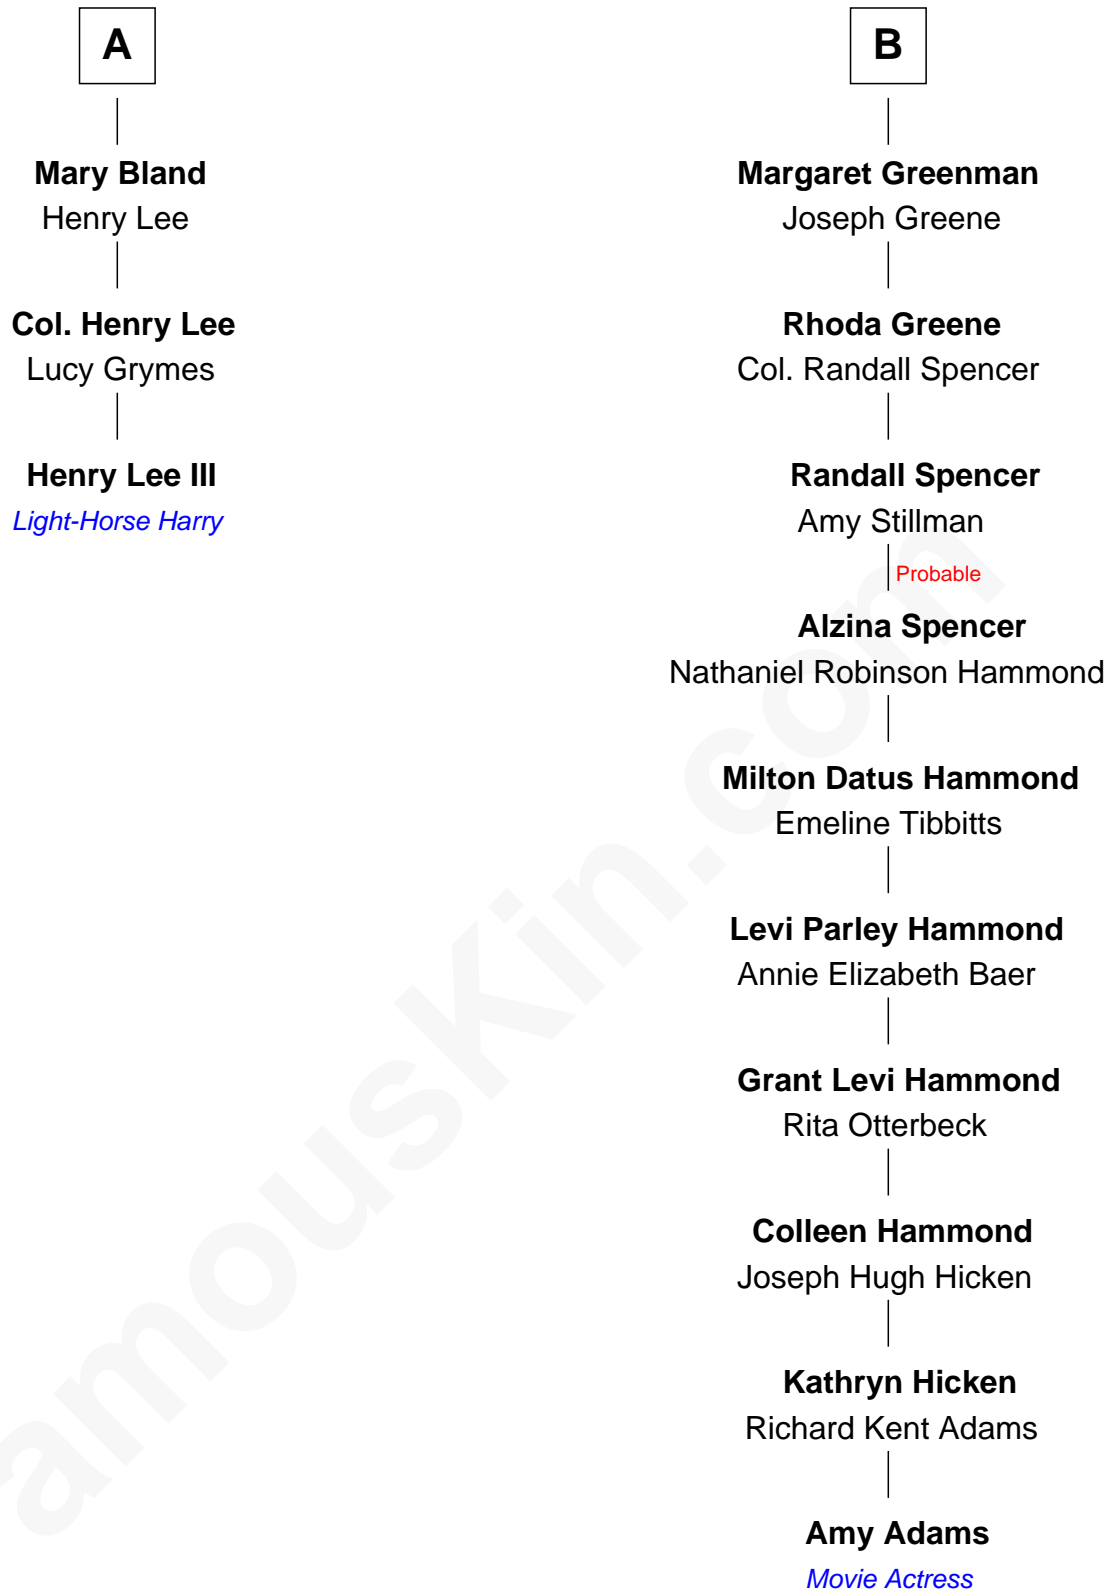 A
Mary Bland
Henry Lee
Col. Henry Lee
Lucy Grymes
Henry Lee III
Light-Horse Harry
B
Margaret Greenman
Joseph Greene
Rhoda Greene
Col. Randall Spencer
Randall Spencer
Amy Stillman
Probable
Alzina Spencer
Nathaniel Robinson Hammond
Milton Datus Hammond
Emeline Tibbitts
Levi Parley Hammond
Annie Elizabeth Baer
Grant Levi Hammond
Rita Otterbeck
Colleen Hammond
Joseph Hugh Hicken
Kathryn Hicken
Richard Kent Adams
Amy Adams
Movie Actress
amouskin.com